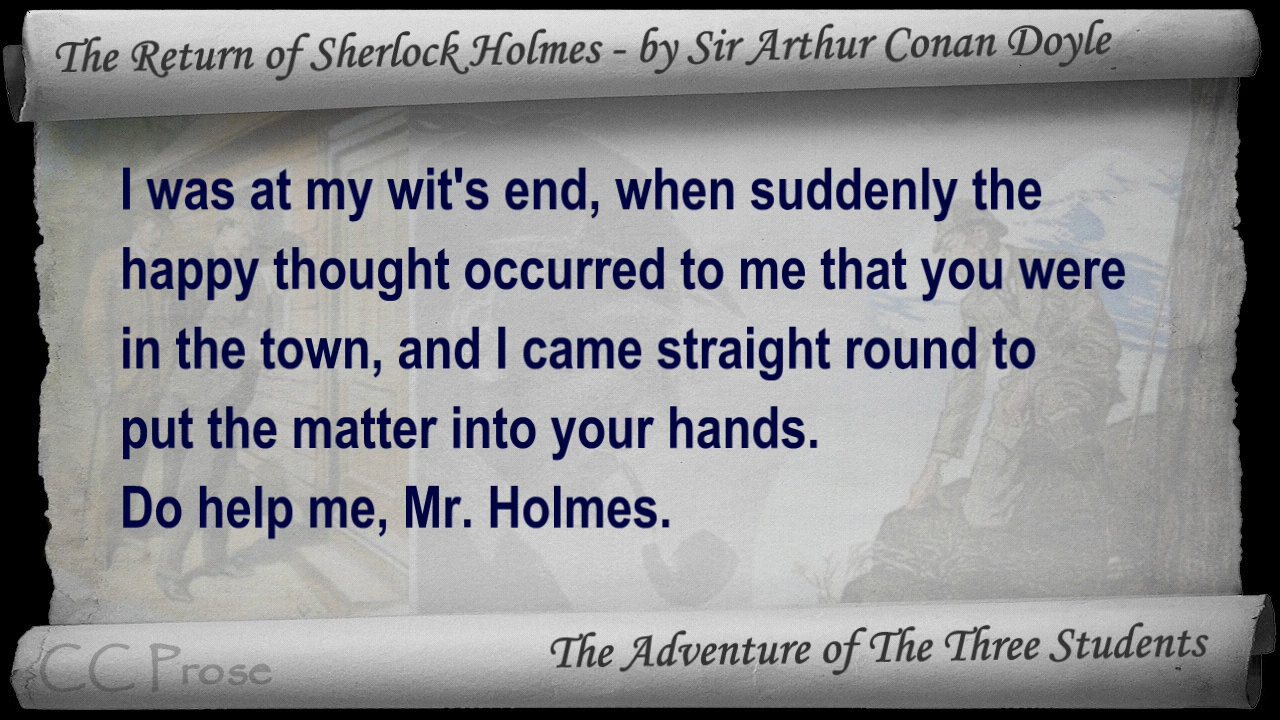 The Return of Sherlock Holmes - by Sir Arthur Conan Doyle
I was at my wit's end, when suddenly the
happy thought occurred to me that you were
in the town, and I came straight round to
put the matter into your hands.
Do help me, Mr. Holmes.
The Adventure of The Three Students
CC Prose